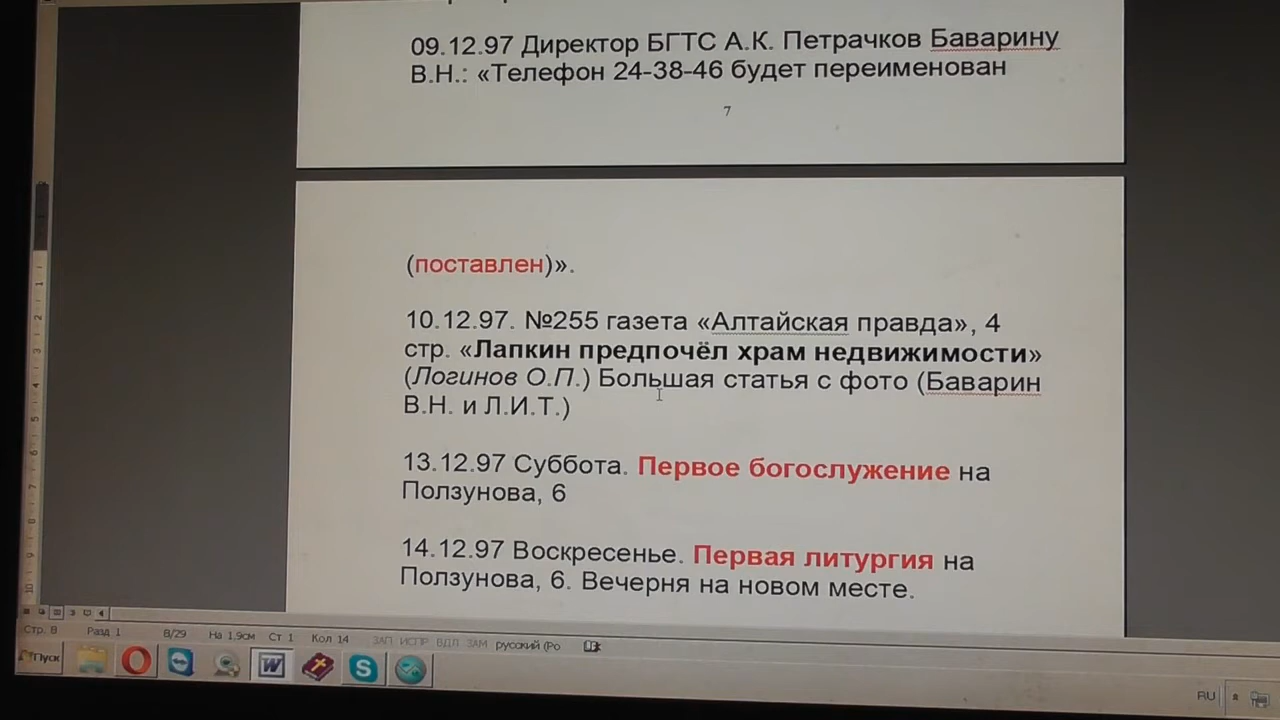 09.12.97 Директор БГТС А.К. Петрачков Баварину
В.Н.: «Телефон 24-38-46 будет переименован
7
(поставлен)».
10.12.97. №255 газета «Алтайская правда», 4
стр. «Лапкин предпочёл храм недвижимости»
(Логинов О.П.) Большая статья с фото (Баварин
В.Н. и Л.И.Т.)
13.12.97 Суббота. Первое богослужение на
Ползунова, 6
14.12.97 Воскресенье. Первая литургия на
Ползунова, 6. Вечерня на новом месте.
Стр. 8 Разд 1 8/29 На 1,9см Ст 1 Кол 14 ЗАП ИСПР ВДЛ ЗАМ русский (Ро
Пуск
RU